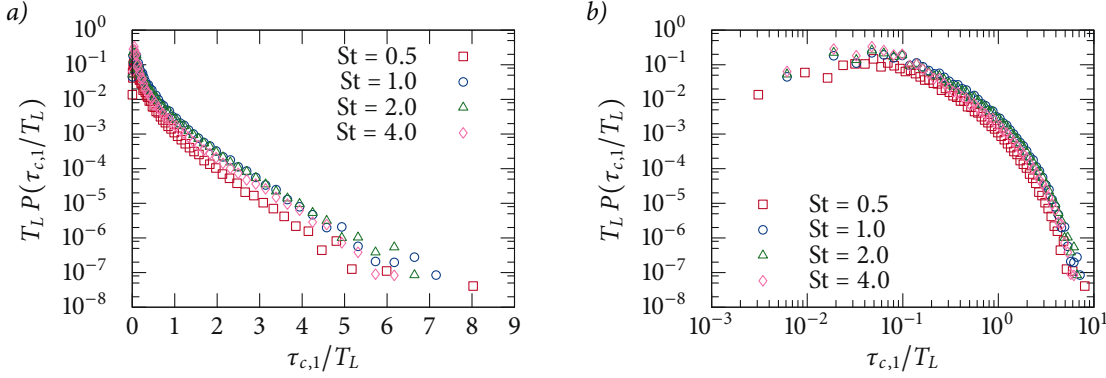 a)
T_L P(τ_{c,1}/T_L)
10^0
10^{-1}
10^{-2}
10^{-3}
10^{-4}
10^{-5}
10^{-6}
10^{-7}
10^{-8}
St = 0.5
St = 1.0
St = 2.0
St = 4.0
0 1 2 3 4 5 6 7 8 9
τ_{c,1}/T_L
b)
T_L P(τ_{c,1}/T_L)
10^0
10^{-1}
10^{-2}
10^{-3}
10^{-4}
10^{-5}
10^{-6}
10^{-7}
10^{-8}
St = 0.5
St = 1.0
St = 2.0
St = 4.0
10^{-3} 10^{-2} 10^{-1} 10^0 10^1
τ_{c,1}/T_L